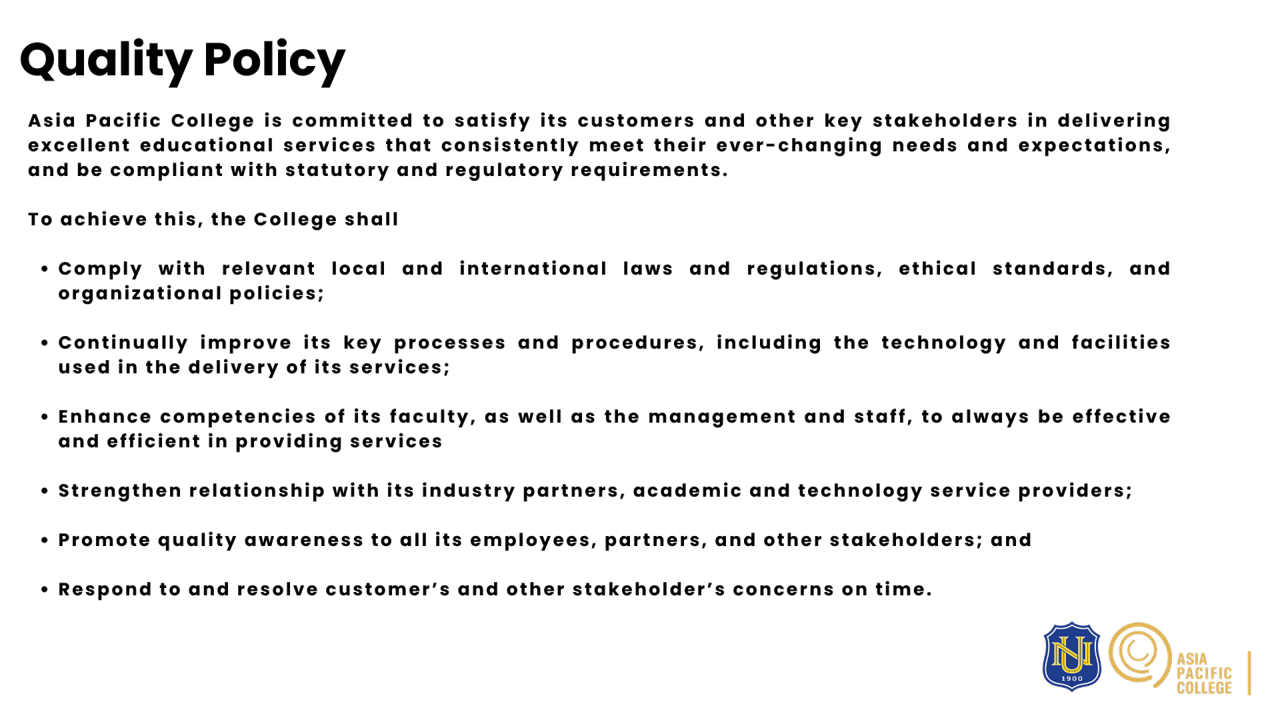 Quality Policy
Asia Pacific College is committed to satisfy its customers and other key stakeholders in delivering
excellent educational services that consistently meet their ever-changing needs and expectations,
and be compliant with statutory and regulatory requirements.
To achieve this, the College shall
• Comply with relevant local and international laws and regulations, ethical standards, and
organizational policies;
• Continually improve its key processes and procedures, including the technology and facilities
used in the delivery of its services;
• Enhance competencies of its faculty, as well as the management and staff, to always be effective
and efficient in providing services
• Strengthen relationship with its industry partners, academic and technology service providers;
• Promote quality awareness to all its employees, partners, and other stakeholders; and
• Respond to and resolve customer’s and other stakeholder’s concerns on time.
NU
1900
ASIA
PACIFIC
COLLEGE